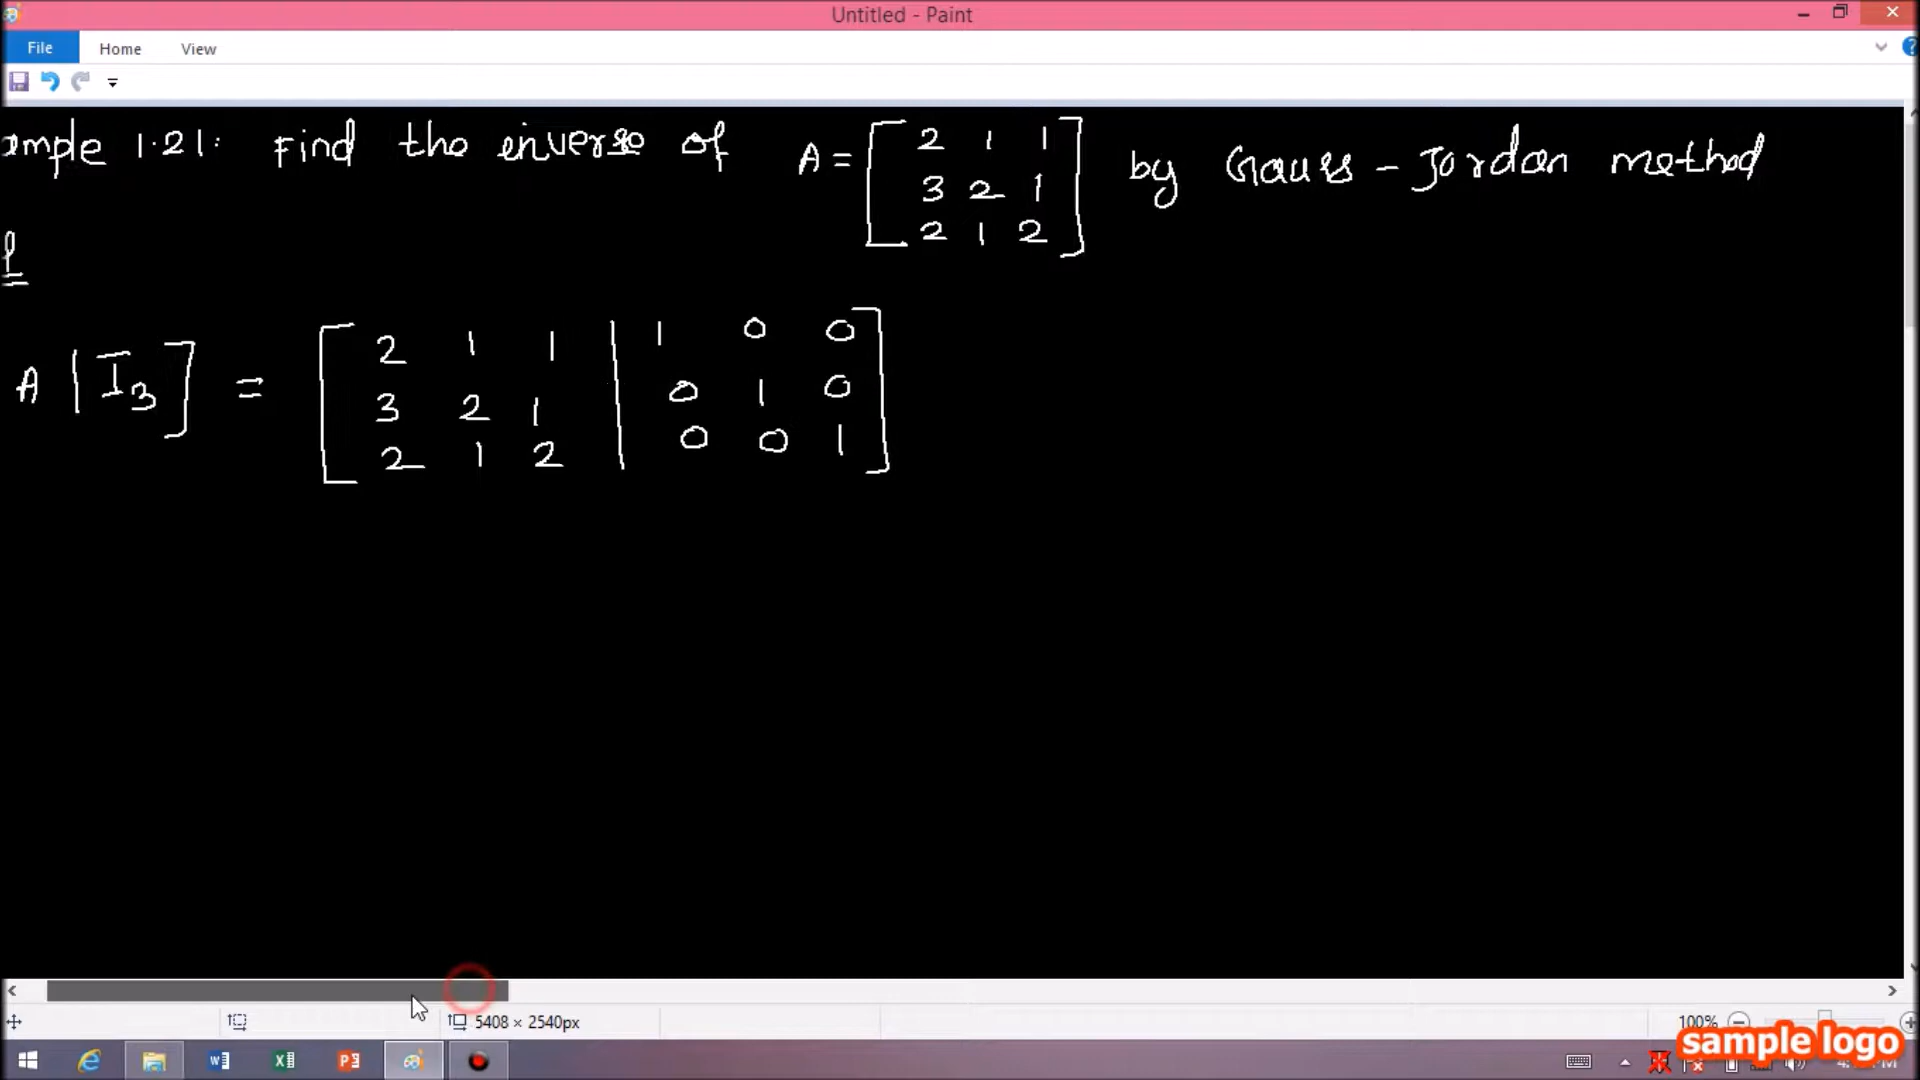 Untitled - Paint
File Home View
ample 1.21: Find the inverse of A = [ 2 1 1 by Gauss - Jordan method
3 2 1
2 1 2 ]
A | I3 ] = [ 2 1 1 | 1 0 0
3 2 1 | 0 1 0
2 1 2 | 0 0 1 ]
5408 × 2540px
100%
sample logo